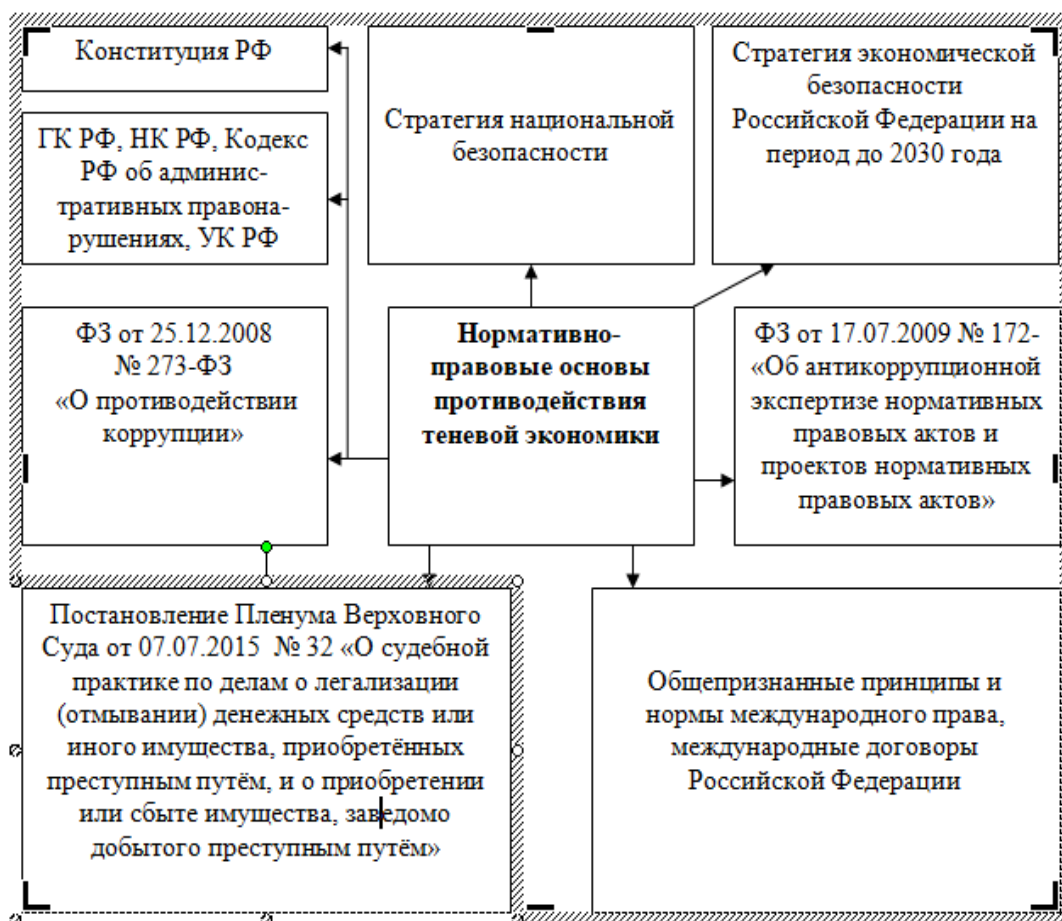 Конституция РФ
Стратегия национальной
безопасности
Стратегия экономической
безопасности
Российской Федерации на
период до 2030 года
ГК РФ, НК РФ, Кодекс
РФ об админис-
тративных правона-
рушениях, УК РФ
ФЗ от 25.12.2008
№ 273-ФЗ
«О противодействии
коррупции»
Нормативно-
правовые основы
противодействия
теневой экономики
ФЗ от 17.07.2009 № 172-
«Об антикоррупционной
экспертизе нормативных
правовых актов и
проектов нормативных
правовых актов»
Постановление Пленума Верховного
Суда от 07.07.2015 № 32 «О судебной
практике по делам о легализации
(отмывании) денежных средств или
иного имущества, приобретённых
преступным путём, и о приобретении
или сбыте имущества, заведомо
добытого преступным путём»
Общепризнанные принципы и
нормы международного права,
международные договоры
Российской Федерации